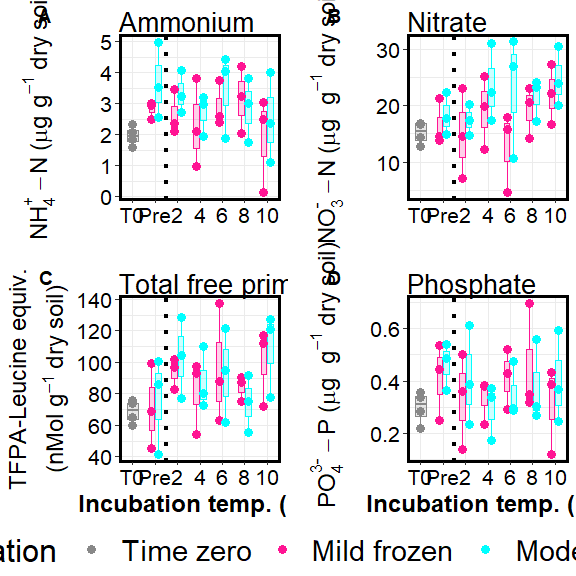 A Ammonium
B Nitrate
NH4+ – N (µg g−1 dry soil
5
4
3
2
1
0
T0 Pre 2 4 6 8 10
NO3- – N (µg g−1 dry soil)
30
20
10
T0 Pre 2 4 6 8 10
C Total free prim
Phosphate
TFPA-Leucine equiv.
(nMol g−1 dry soil)
140
120
100
80
60
40
T0 Pre 2 4 6 8 10
Incubation temp. (
PO43- – P (µg g−1 dry soil)
0.6
0.4
0.2
T0 Pre 2 4 6 8 10
Incubation temp. (
ation Time zero Mild frozen Mode